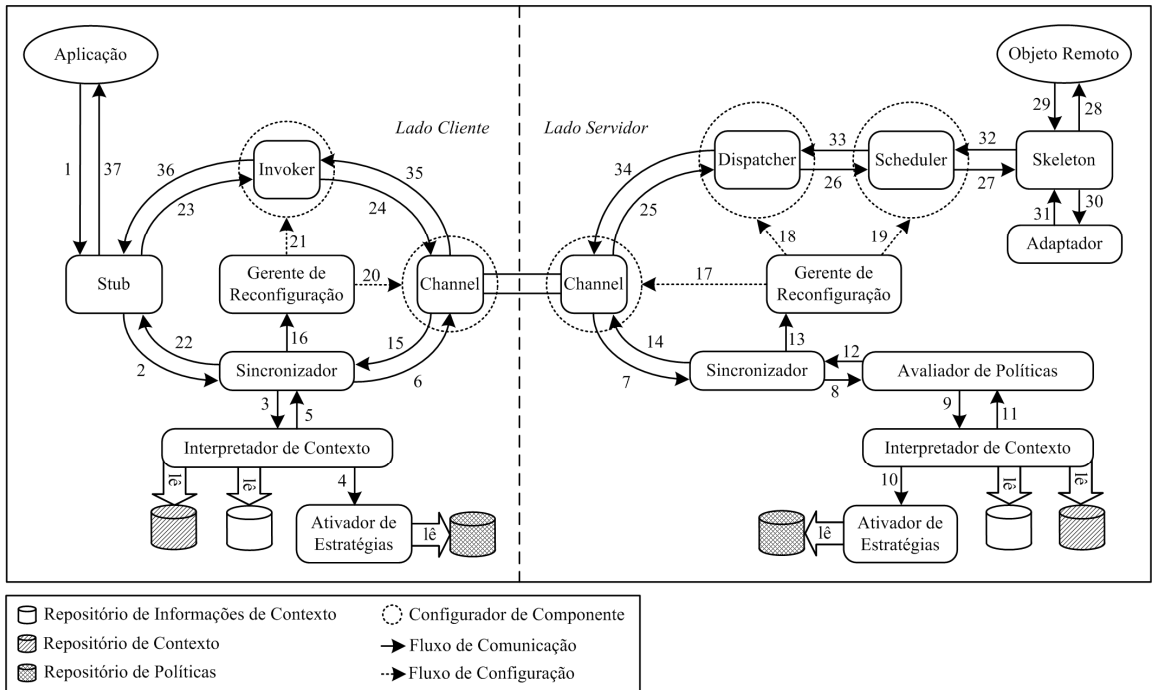 Aplicação
Objeto Remoto
Lado Cliente
Lado Servidor
1
37
36
23
Invoker
35
24
34
25
Dispatcher
33
26
Scheduler
32
27
29
28
Skeleton
31
30
Adaptador
Stub
21
Gerente de
Reconfiguração
20
Channel
Channel
17
18
19
Gerente de
Reconfiguração
22
2
16
15
6
Sincronizador
14
7
13
Sincronizador
12
8
Avaliador de Políticas
3
5
9
11
Interpretador de Contexto
Interpretador de Contexto
lê
lê
4
10
lê
lê
Ativador de
Estratégias
lê
lê
Ativador de
Estratégias
Repositório de Informações de Contexto
Repositório de Contexto
Repositório de Políticas
Configurador de Componente
Fluxo de Comunicação
Fluxo de Configuração